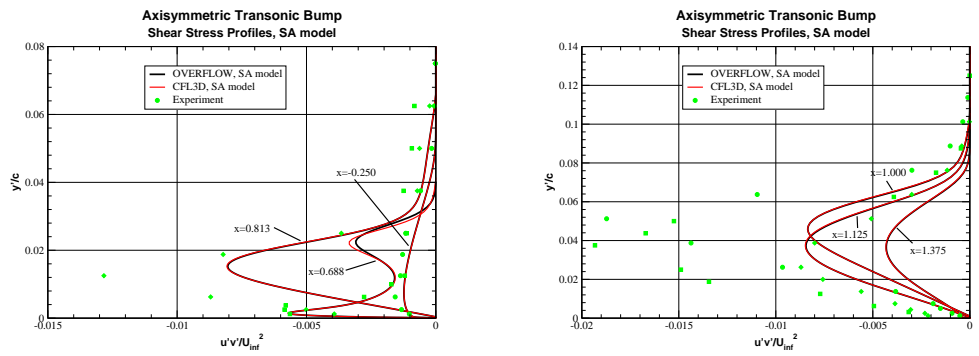 Axisymmetric Transonic Bump
Shear Stress Profiles, SA model
0.08
0.06
0.04
0.02
0
y'/c
OVERFLOW, SA model
CFL3D, SA model
Experiment
x=-0.250
x=0.813
x=0.688
-0.015 -0.01 -0.005 0
u'v'/U_inf^2
Axisymmetric Transonic Bump
Shear Stress Profiles, SA model
0.14
0.12
0.1
0.08
0.06
0.04
0.02
0
y'/c
OVERFLOW, SA model
CFL3D, SA model
Experiment
x=1.000
x=1.125
x=1.375
-0.02 -0.015 -0.01 -0.005 0
u'v'/U_inf^2